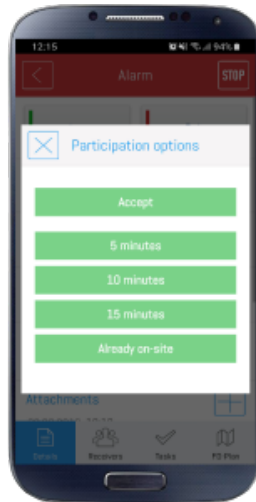 12:15
94%
Alarm
STOP
Participation options
Accept
5 minutes
10 minutes
15 minutes
Already on-site
Attachments
Details Receivers Tasks FD Plan